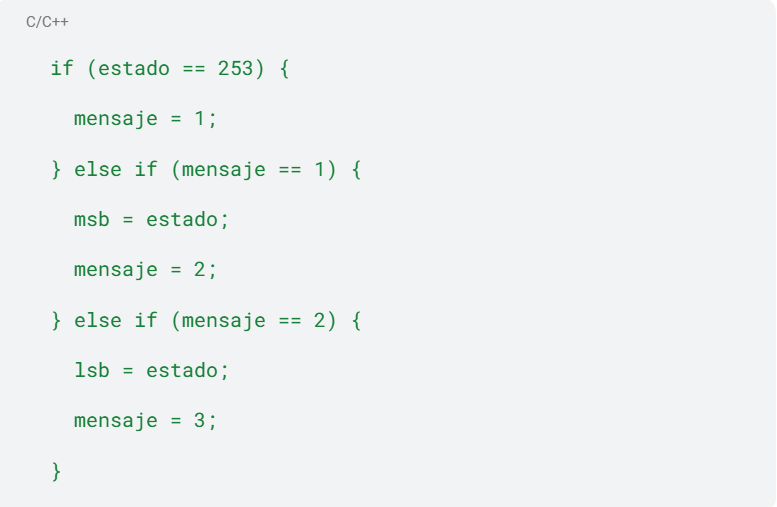 C/C++
if (estado == 253) {
mensaje = 1;
} else if (mensaje == 1) {
msb = estado;
mensaje = 2;
} else if (mensaje == 2) {
lsb = estado;
mensaje = 3;
}